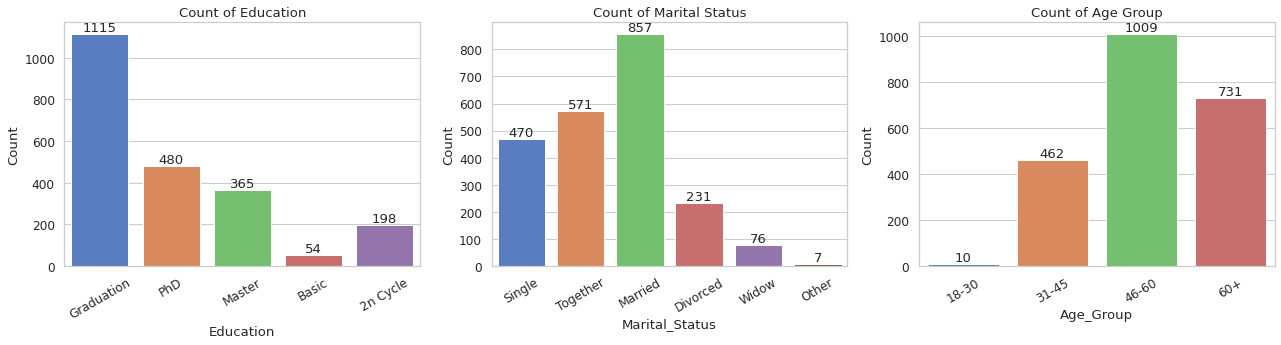 Count of Education
Count
1000
800
600
400
200
0
1115
480
365
54
198
Graduation
PhD
Master
Basic
2n Cycle
Education
Count of Marital Status
Count
800
700
600
500
400
300
200
100
0
470
571
857
231
76
7
Single
Together
Married
Divorced
Widow
Other
Marital_Status
Count of Age Group
Count
1000
800
600
400
200
0
10
462
1009
731
18-30
31-45
46-60
60+
Age_Group